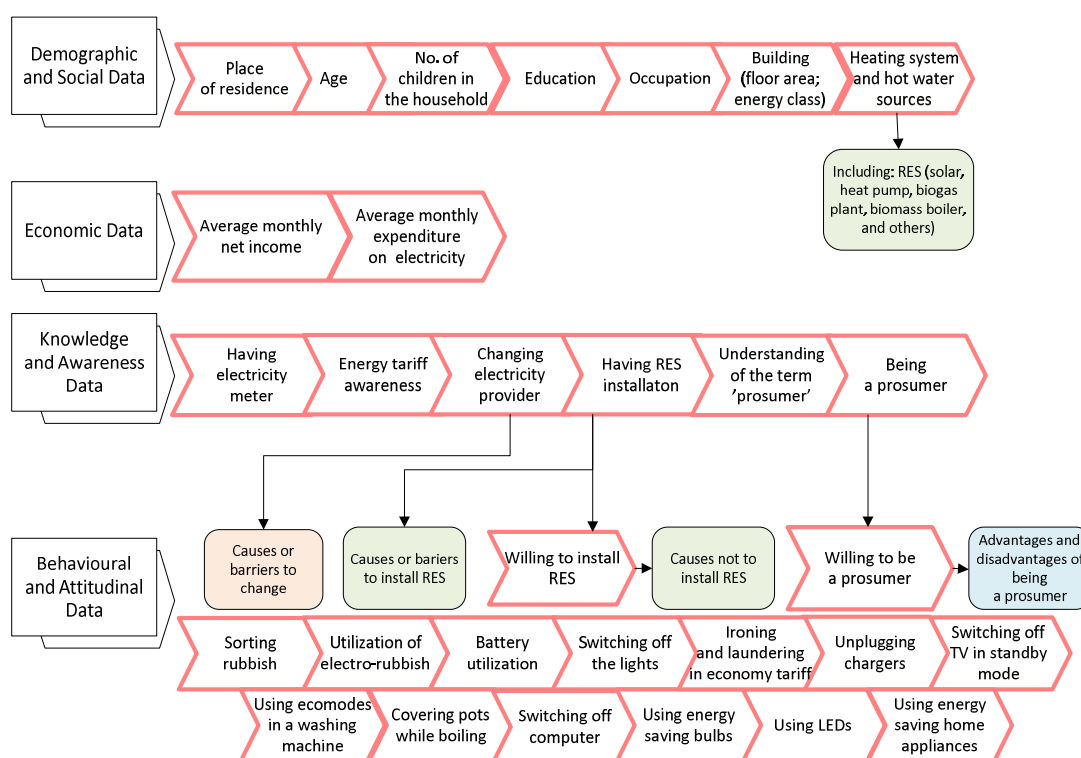 Demographic
and Social Data
Place
of residence
Age
No. of
children in
the household
Education
Occupation
Building
(floor area;
energy class)
Heating system
and hot water
sources
Including: RES (solar,
heat pump, biogas
plant, biomass boiler,
and others)
Economic Data
Average monthly
net income
Average monthly
expenditure
on electricity
Knowledge
and Awareness
Data
Having
electricity
meter
Energy tariff
awareness
Changing
electricity
provider
Having RES
installaton
Understanding
of the term
'prosumer'
Being
a prosumer
Behavioural
and Attitudinal
Data
Causes or
barriers to
change
Causes or bariers
to install RES
Willing to install
RES
Causes not to
install RES
Willing to be
a prosumer
Advantages and
disadvantages of
being
a prosumer
Sorting
rubbish
Utilization of
electro-rubbish
Battery
utilization
Switching off
the lights
Ironing
and laundering
in economy tariff
Unplugging
chargers
Switching off
TV in standby
mode
Using ecomodes
in a washing
machine
Covering pots
while boiling
Switching off
computer
Using energy
saving bulbs
Using LEDs
Using energy
saving home
appliances